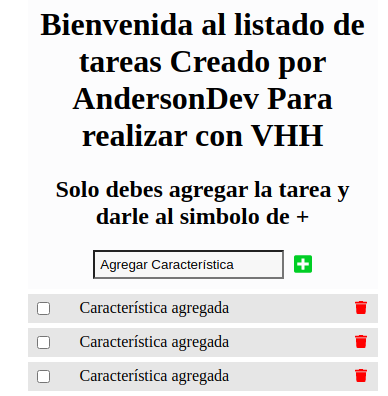 Bienvenida al listado de
tareas Creado por
AndersonDev Para
realizar con VHH
Solo debes agregar la tarea y
darle al simbolo de +
Agregar Característica
Característica agregada
Característica agregada
Característica agregada